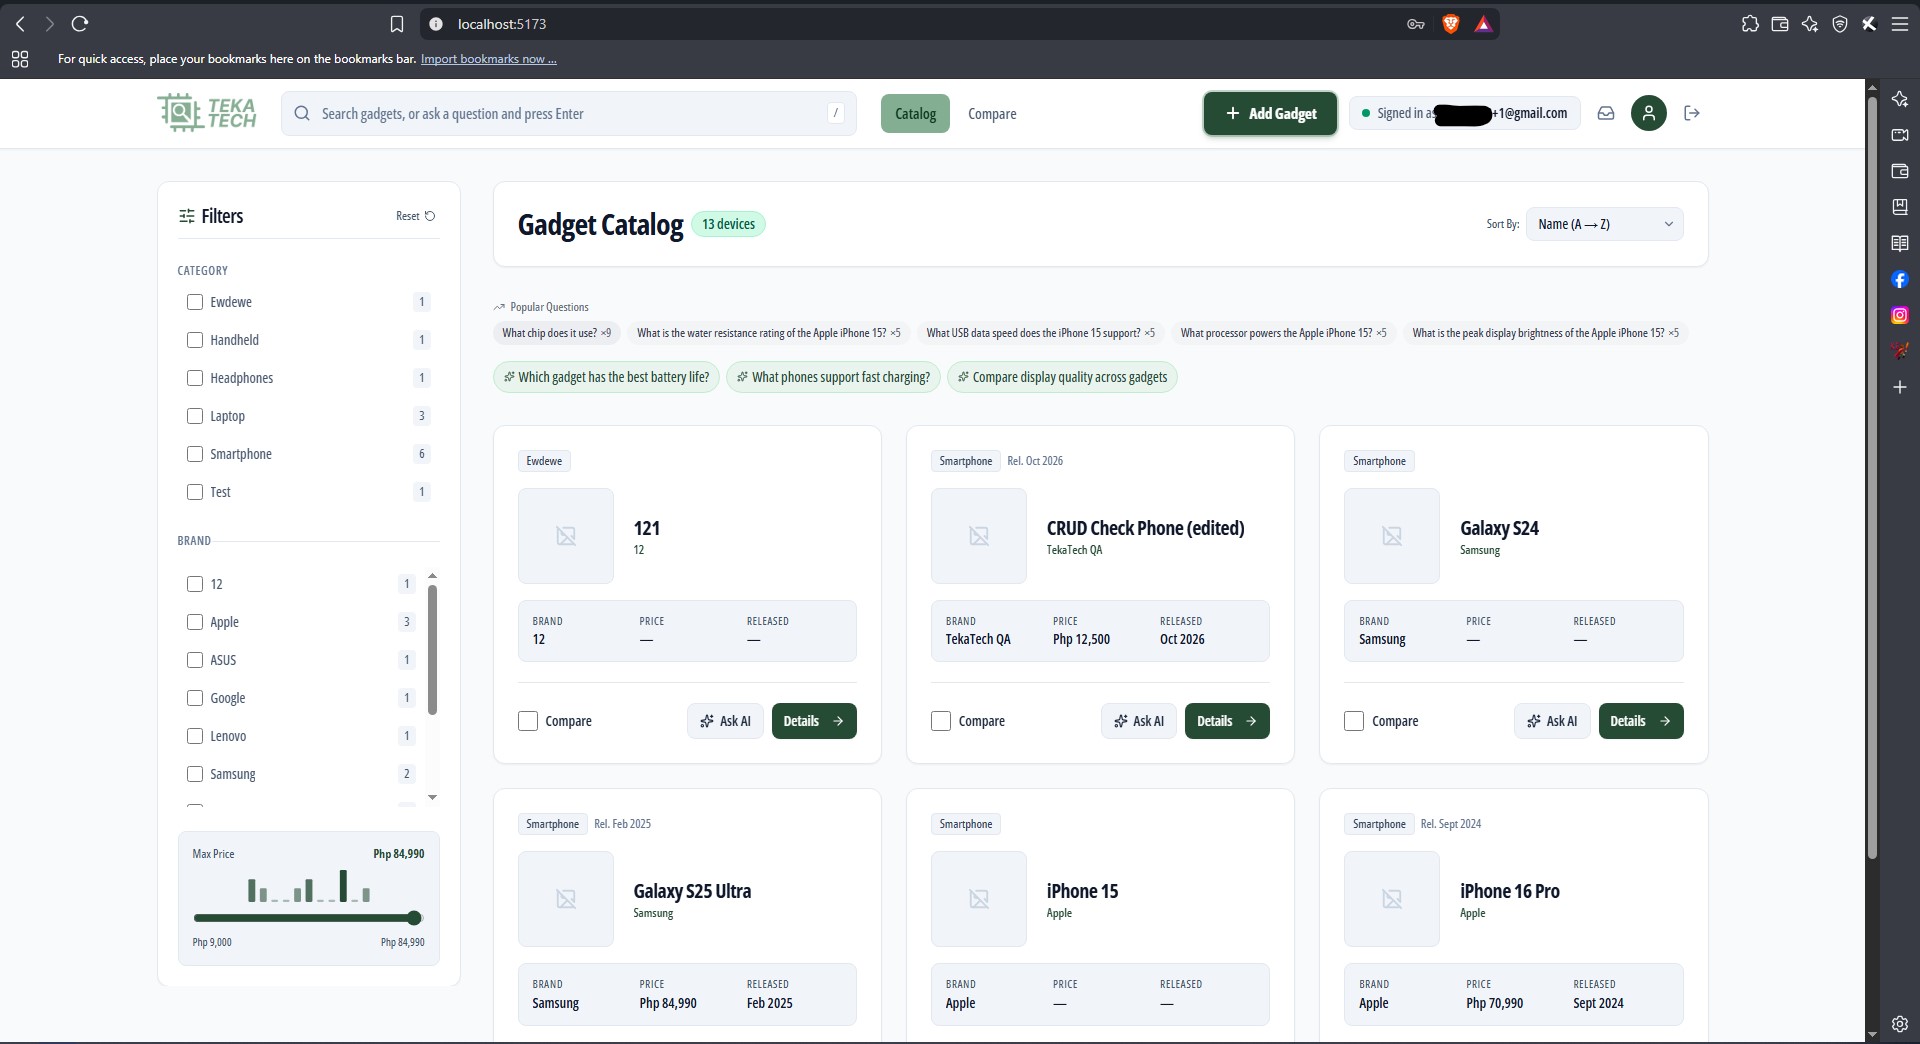 localhost:5173
For quick access, place your bookmarks here on the bookmarks bar. Import bookmarks now ...
TEKA TECH
Search gadgets, or ask a question and press Enter
/
Catalog
Compare
Add Gadget
Signed in as +1@gmail.com
Filters
Reset
CATEGORY
Ewdewe 1
Handheld 1
Headphones 1
Laptop 3
Smartphone 6
Test 1
BRAND
12 1
Apple 3
ASUS 1
Google 1
Lenovo 1
Samsung 2
Max Price Php 84,990
Php 9,000 Php 84,990
Gadget Catalog 13 devices
Sort By: Name (A → Z)
Popular Questions
What chip does it use? ×9
What is the water resistance rating of the Apple iPhone 15? ×5
What USB data speed does the iPhone 15 support? ×5
What processor powers the Apple iPhone 15? ×5
What is the peak display brightness of the Apple iPhone 15? ×5
Which gadget has the best battery life?
What phones support fast charging?
Compare display quality across gadgets
Ewdewe
121
12
BRAND PRICE RELEASED
12 — —
Compare Ask AI Details
Smartphone Rel. Oct 2026
CRUD Check Phone (edited)
TekaTech QA
BRAND PRICE RELEASED
TekaTech QA Php 12,500 Oct 2026
Compare Ask AI Details
Smartphone
Galaxy S24
Samsung
BRAND PRICE RELEASED
Samsung — —
Compare Ask AI Details
Smartphone Rel. Feb 2025
Galaxy S25 Ultra
Samsung
BRAND PRICE RELEASED
Samsung Php 84,990 Feb 2025
Smartphone
iPhone 15
Apple
BRAND PRICE RELEASED
Apple — —
Smartphone Rel. Sept 2024
iPhone 16 Pro
Apple
BRAND PRICE RELEASED
Apple Php 70,990 Sept 2024